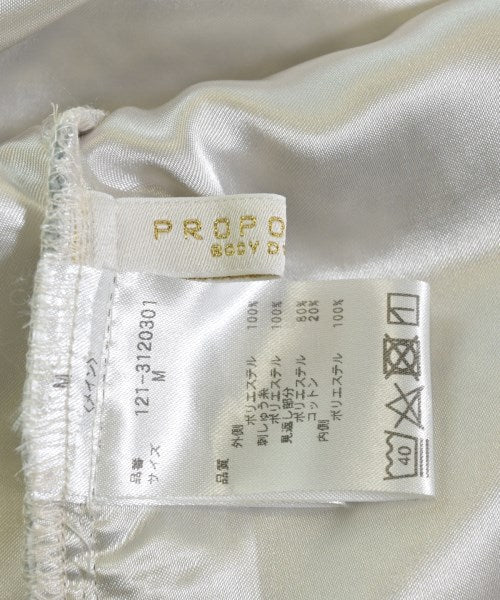 PROPO
BODY D
M
(メイン)
品番 121-3120301
サイズ M
品質 外側 ポリエステル 100%
刺しゅう糸 ポリエステル 100%
見返し部分 ポリエステル 80%
コットン 20%
内側 ポリエステル 100%
40